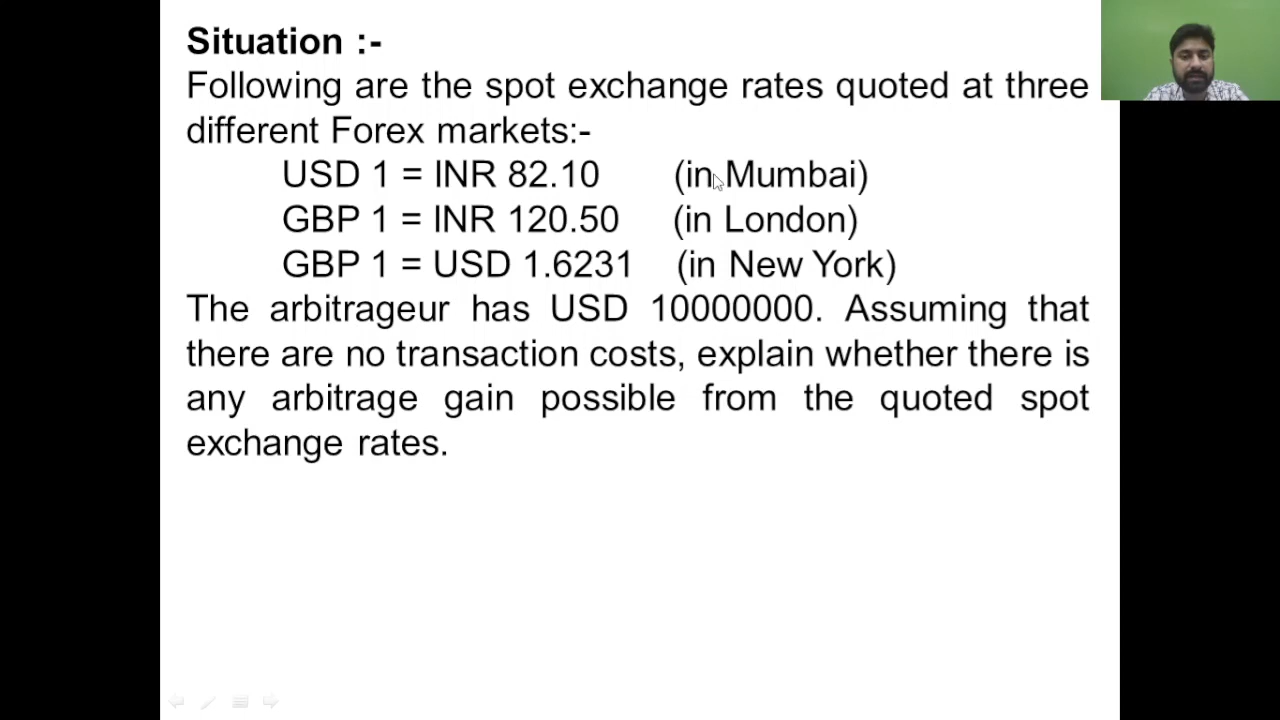 Situation :-
Following are the spot exchange rates quoted at three
different Forex markets:-
USD 1 = INR 82.10 (in Mumbai)
GBP 1 = INR 120.50 (in London)
GBP 1 = USD 1.6231 (in New York)
The arbitrageur has USD 10000000. Assuming that
there are no transaction costs, explain whether there is
any arbitrage gain possible from the quoted spot
exchange rates.